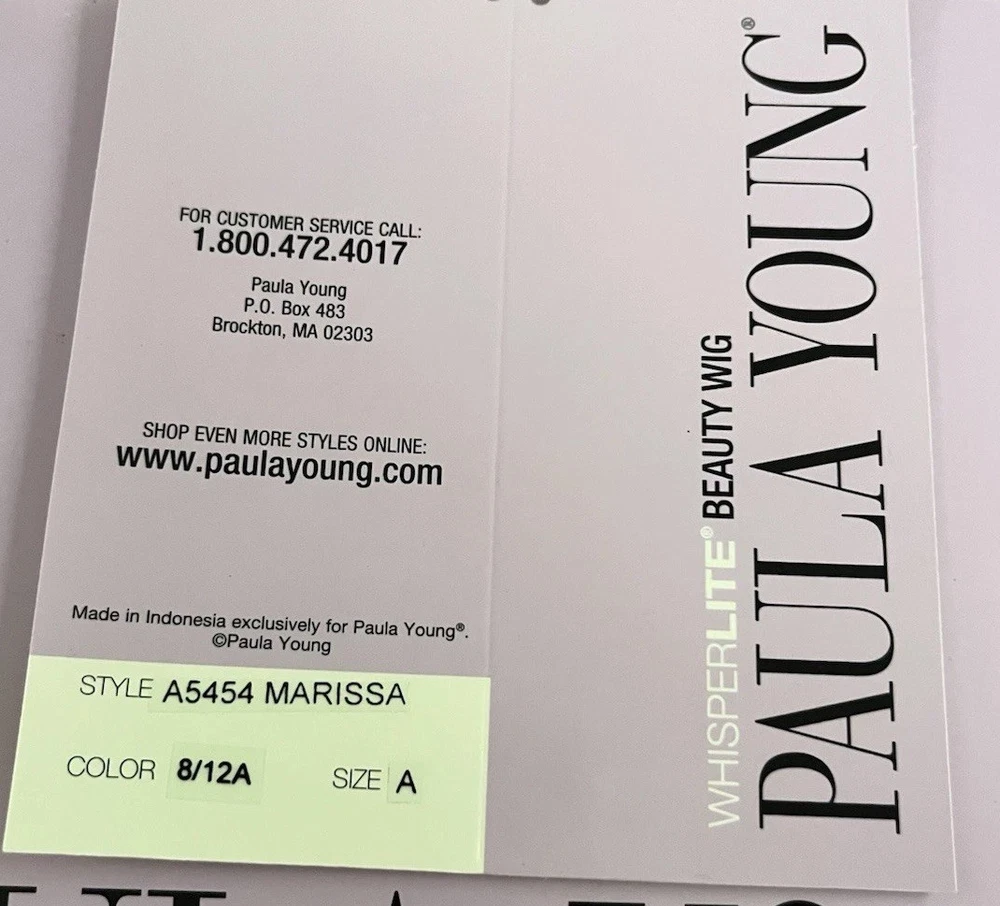 FOR CUSTOMER SERVICE CALL:
1.800.472.4017
Paula Young
P.O. Box 483
Brockton, MA 02303
SHOP EVEN MORE STYLES ONLINE:
www.paulayoung.com
Made in Indonesia exclusively for Paula Young®.
©Paula Young
STYLE A5454 MARISSA
COLOR 8/12A SIZE A
WHISPERLITE® BEAUTY WIG
PAULA YOUNG®